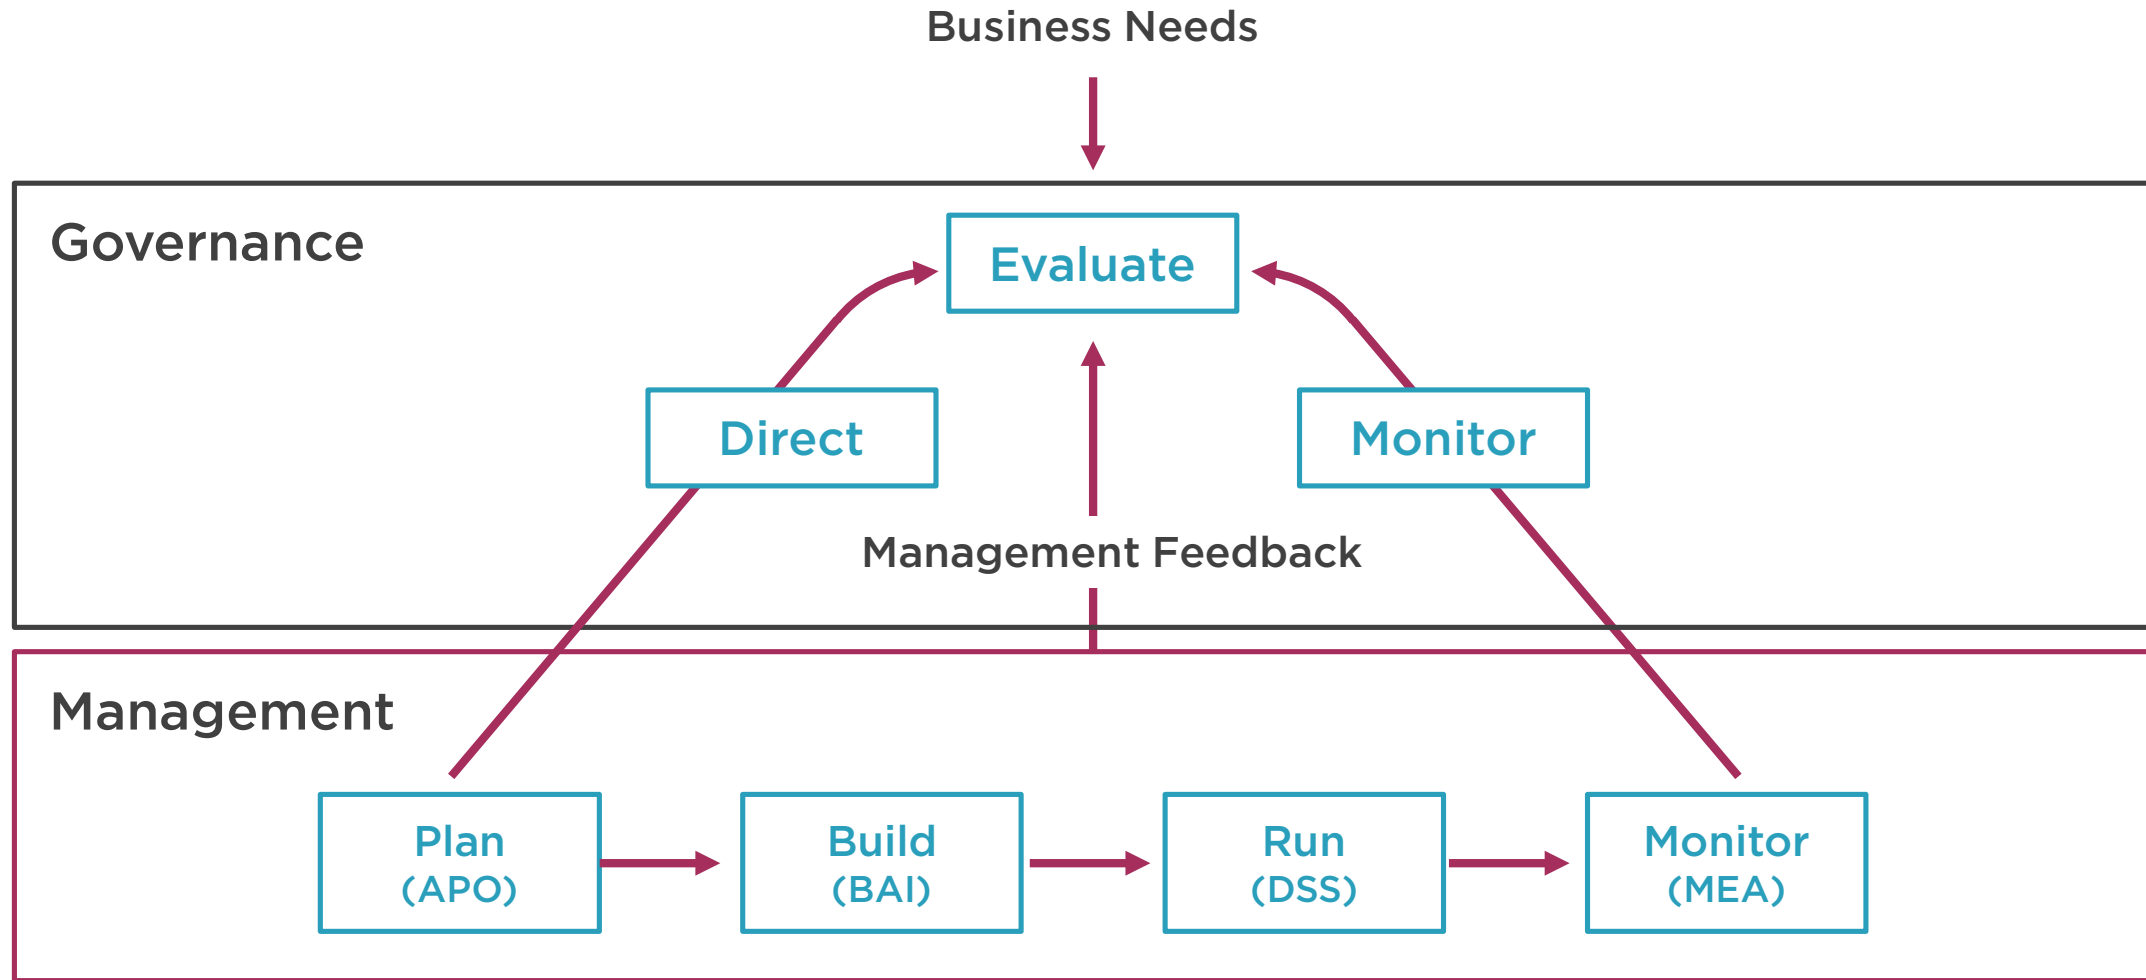 Business Needs
Governance
Evaluate
Direct
Monitor
Management Feedback
Management
Plan
(APO)
Build
(BAI)
Run
(DSS)
Monitor
(MEA)